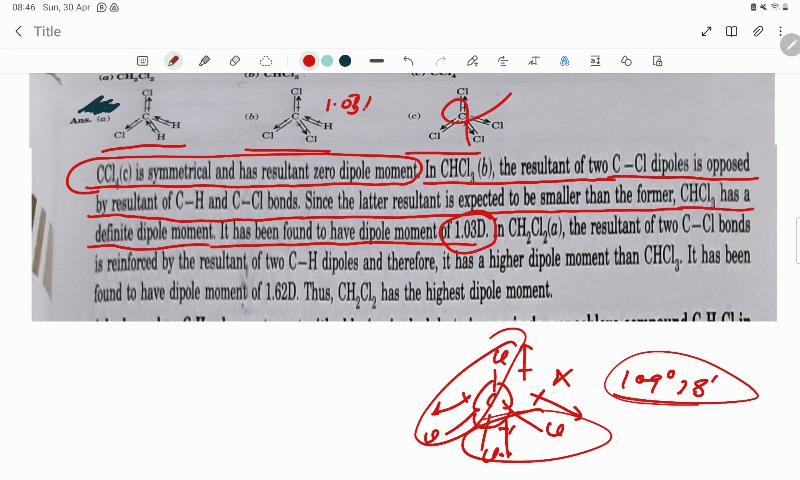 08:46 Sun, 30 Apr
Title
(a) CH₂Cl₂ (b) CHCl₃ (c) CCl₄
Cl Cl Cl
Ans. (a) C H (b) C H 1.03 (c) C Cl
Cl H Cl Cl Cl Cl
CCl₄(c) is symmetrical and has resultant zero dipole moment. In CHCl₃(b), the resultant of two C–Cl dipoles is opposed
by resultant of C–H and C–Cl bonds. Since the latter resultant is expected to be smaller than the former, CHCl₃ has a
definite dipole moment. It has been found to have dipole moment of 1.03D. In CH₂Cl₂(a), the resultant of two C–Cl bonds
is reinforced by the resultant of two C–H dipoles and therefore, it has a higher dipole moment than CHCl₃. It has been
found to have dipole moment of 1.62D. Thus, CH₂Cl₂ has the highest dipole moment.
Cl
C 109° 28'
Cl Cl
Cl